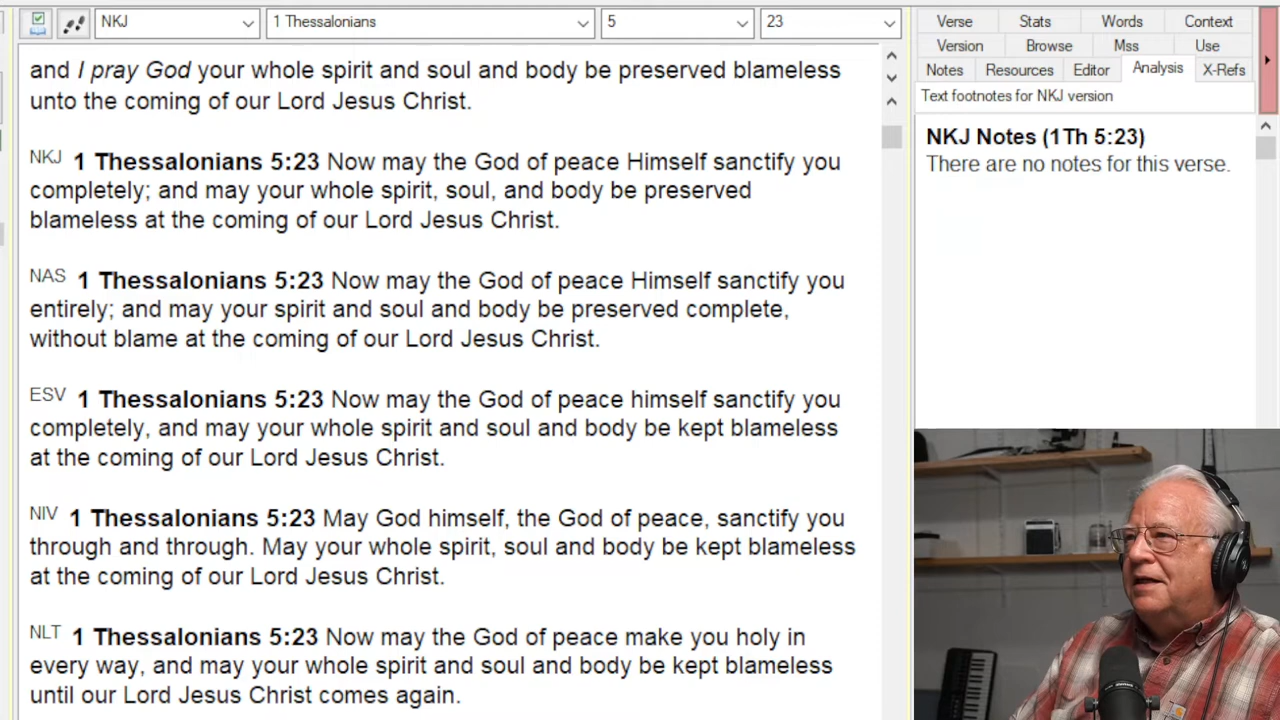 NKJ 1 Thessalonians 5 23
Verse Stats Words Context
Version Browse Mss Use
Notes Resources Editor Analysis X-Refs
Text footnotes for NKJ version
and I pray God your whole spirit and soul and body be preserved blameless
unto the coming of our Lord Jesus Christ.
NKJ 1 Thessalonians 5:23 Now may the God of peace Himself sanctify you
completely; and may your whole spirit, soul, and body be preserved
blameless at the coming of our Lord Jesus Christ.
NAS 1 Thessalonians 5:23 Now may the God of peace Himself sanctify you
entirely; and may your spirit and soul and body be preserved complete,
without blame at the coming of our Lord Jesus Christ.
ESV 1 Thessalonians 5:23 Now may the God of peace himself sanctify you
completely, and may your whole spirit and soul and body be kept blameless
at the coming of our Lord Jesus Christ.
NIV 1 Thessalonians 5:23 May God himself, the God of peace, sanctify you
through and through. May your whole spirit, soul and body be kept blameless
at the coming of our Lord Jesus Christ.
NLT 1 Thessalonians 5:23 Now may the God of peace make you holy in
every way, and may your whole spirit and soul and body be kept blameless
until our Lord Jesus Christ comes again.
NKJ Notes (1Th 5:23)
There are no notes for this verse.